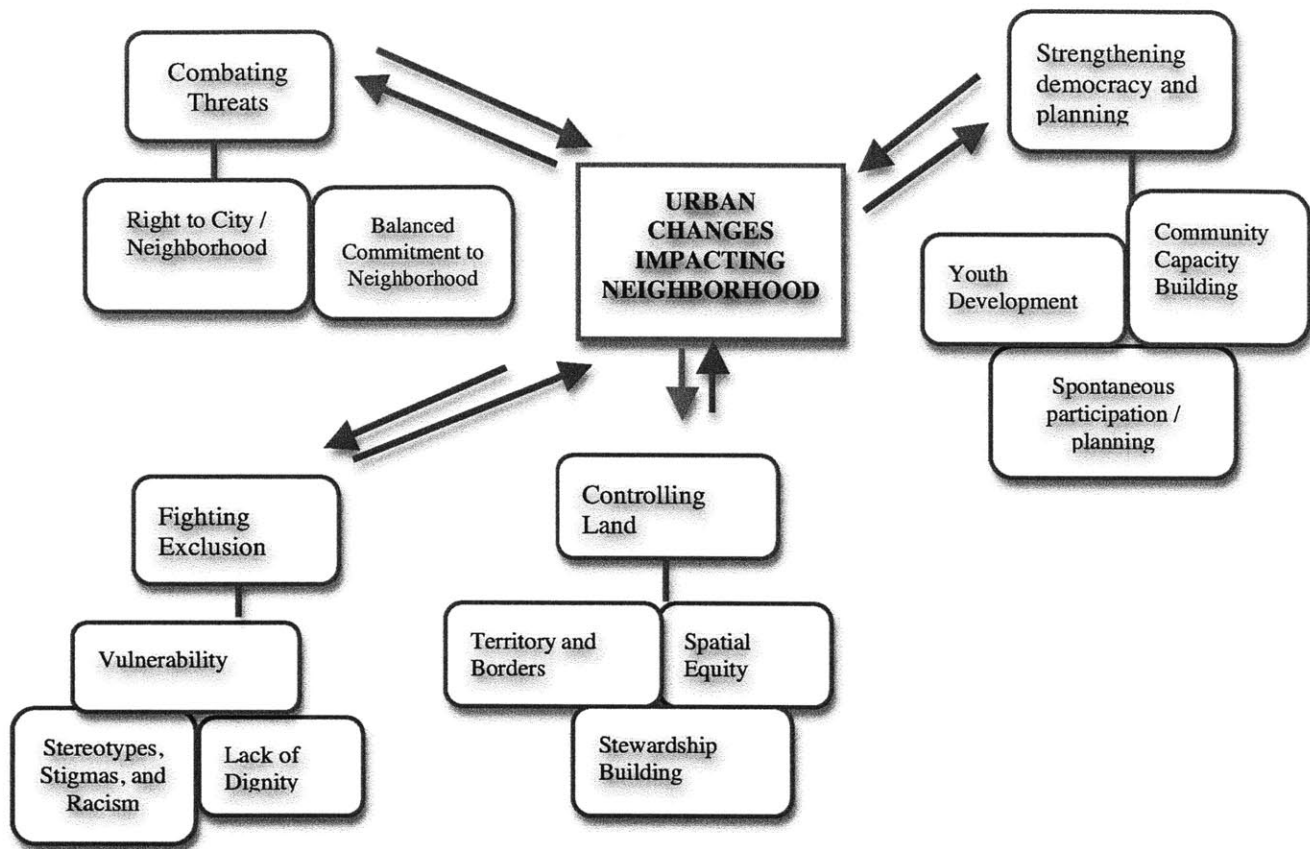 Combating
Threats
Right to City /
Neighborhood
Balanced
Commitment to
Neighborhood
URBAN
CHANGES
IMPACTING
NEIGHBORHOOD
Strengthening
democracy and
planning
Youth
Development
Community
Capacity
Building
Spontaneous
participation /
planning
Fighting
Exclusion
Vulnerability
Stereotypes,
Stigmas, and
Racism
Lack of
Dignity
Controlling
Land
Territory and
Borders
Spatial
Equity
Stewardship
Building